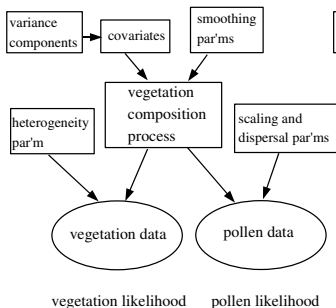 variance
components
covariates
smoothing
par'ms
vegetation
composition
process
heterogeneity
par'm
scaling and
dispersal par'ms
vegetation data
pollen data
vegetation likelihood
pollen likelihood